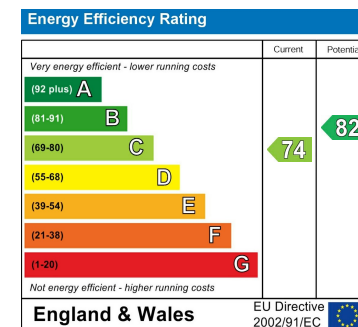 Energy Efficiency Rating
Current Potentia
Very energy efficient - lower running costs
(92 plus) A
(81-91) B
(69-80) C
(55-68) D
(39-54) E
(21-38) F
(1-20) G
74
82
Not energy efficient - higher running costs
England & Wales
EU Directive
2002/91/EC